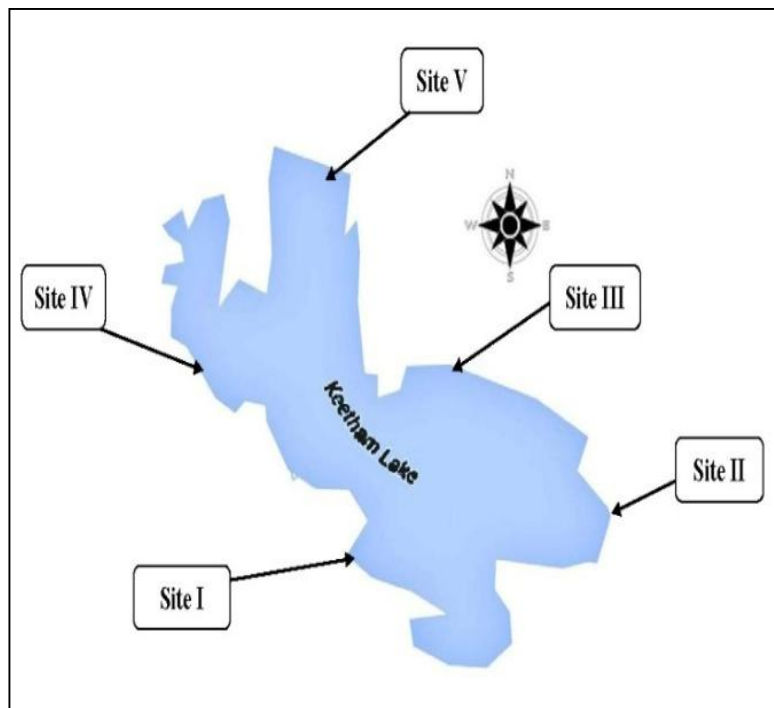 Site V
N
W
E
S
Site IV
Site III
Keetham Lake
Site II
Site I